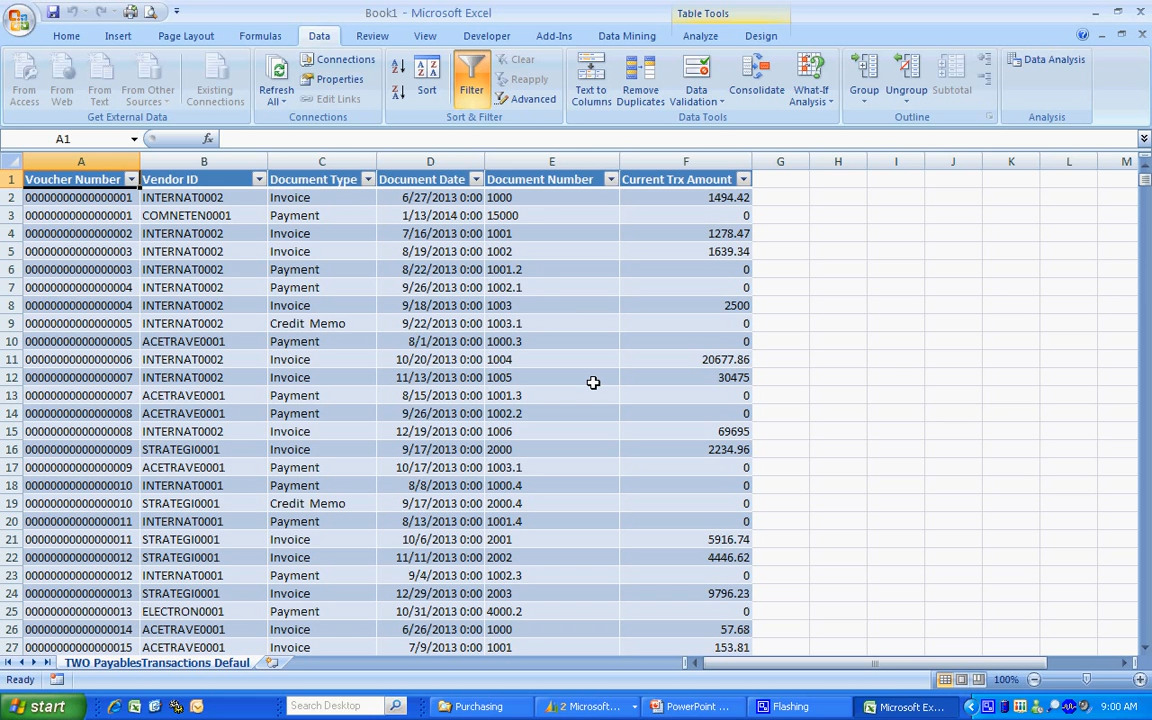 Book1 - Microsoft Excel
Table Tools
Home Insert Page Layout Formulas Data Review View Developer Add-Ins Data Mining Analyze Design
From Access
From Web
From Text
From Other Sources
Existing Connections
Get External Data
Refresh All
Connections
Properties
Edit Links
Connections
Sort
Filter
Clear
Reapply
Advanced
Sort & Filter
Text to Columns
Remove Duplicates
Data Validation
Consolidate
What-If Analysis
Data Tools
Group
Ungroup
Subtotal
Outline
Data Analysis
Analysis
A1 fx
A B C D E F G H I J K L M
1 Voucher Number Vendor ID Document Type Document Date Document Number Current Trx Amount
2 00000000000000001 INTERNAT0002 Invoice 6/27/2013 0:00 1000 1494.42
3 00000000000000001 COMNETEN0001 Payment 1/13/2014 0:00 15000 0
4 00000000000000002 INTERNAT0002 Invoice 7/16/2013 0:00 1001 1278.47
5 00000000000000003 INTERNAT0002 Invoice 8/19/2013 0:00 1002 1639.34
6 00000000000000003 INTERNAT0002 Payment 8/22/2013 0:00 1001.2 0
7 00000000000000004 INTERNAT0002 Payment 9/26/2013 0:00 1002.1 0
8 00000000000000004 INTERNAT0002 Invoice 9/18/2013 0:00 1003 2500
9 00000000000000005 INTERNAT0002 Credit Memo 9/22/2013 0:00 1003.1 0
10 00000000000000005 ACETRAVE0001 Payment 8/1/2013 0:00 1000.3 0
11 00000000000000006 INTERNAT0002 Invoice 10/20/2013 0:00 1004 20677.86
12 00000000000000007 INTERNAT0002 Invoice 11/13/2013 0:00 1005 30475
13 00000000000000007 ACETRAVE0001 Payment 8/15/2013 0:00 1001.3 0
14 00000000000000008 ACETRAVE0001 Payment 9/26/2013 0:00 1002.2 0
15 00000000000000008 INTERNAT0002 Invoice 12/19/2013 0:00 1006 69695
16 00000000000000009 STRATEGI0001 Invoice 9/17/2013 0:00 2000 2234.96
17 00000000000000009 ACETRAVE0001 Payment 10/17/2013 0:00 1003.1 0
18 00000000000000010 INTERNAT0001 Payment 8/8/2013 0:00 1000.4 0
19 00000000000000010 STRATEGI0001 Credit Memo 9/17/2013 0:00 2000.4 0
20 00000000000000011 INTERNAT0001 Payment 8/13/2013 0:00 1001.4 0
21 00000000000000011 STRATEGI0001 Invoice 10/6/2013 0:00 2001 5916.74
22 00000000000000012 STRATEGI0001 Invoice 11/11/2013 0:00 2002 4446.62
23 00000000000000012 INTERNAT0001 Payment 9/4/2013 0:00 1002.3 0
24 00000000000000013 STRATEGI0001 Invoice 12/29/2013 0:00 2003 9796.23
25 00000000000000013 ELECTRON0001 Payment 10/31/2013 0:00 4000.2 0
26 00000000000000014 ACETRAVE0001 Invoice 6/26/2013 0:00 1000 57.68
27 00000000000000015 ACETRAVE0001 Invoice 7/9/2013 0:00 1001 153.81
TWO PayablesTransactions Defaul
Ready 100%
start Search Desktop Purchasing 2 Microsoft... PowerPoint ... Flashing Microsoft Ex... 9:00 AM